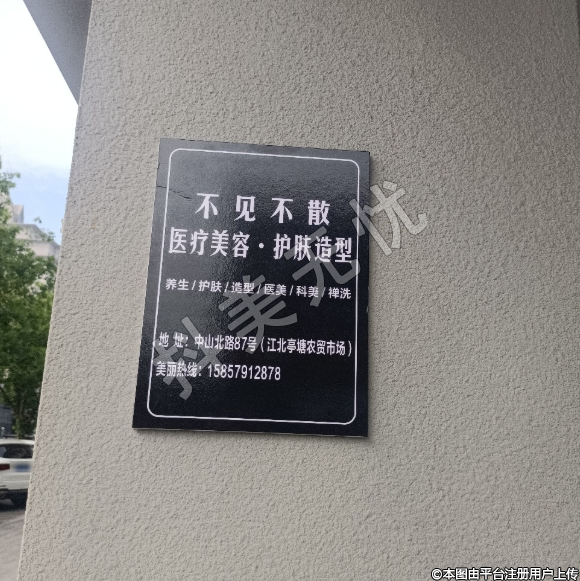 不见不散
医疗美容·护肤造型
养生/护肤/造型/医美/科美/禅洗
地 址：中山北路87号（江北亭塘农贸市场）
美丽热线：15857912878
抖美无忧
©本图由平台注册用户上传